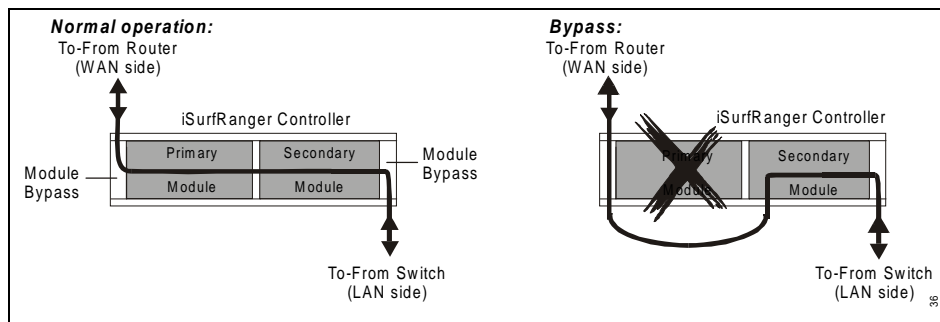 Normal operation:
To-From Router
(WAN side)
iSurfRanger Controller
Primary
Module
Secondary
Module
Module
Bypass
Module
Bypass
To-From Switch
(LAN side)
Bypass:
To-From Router
(WAN side)
iSurfRanger Controller
Primary
Module
Secondary
Module
To-From Switch
(LAN side)
36